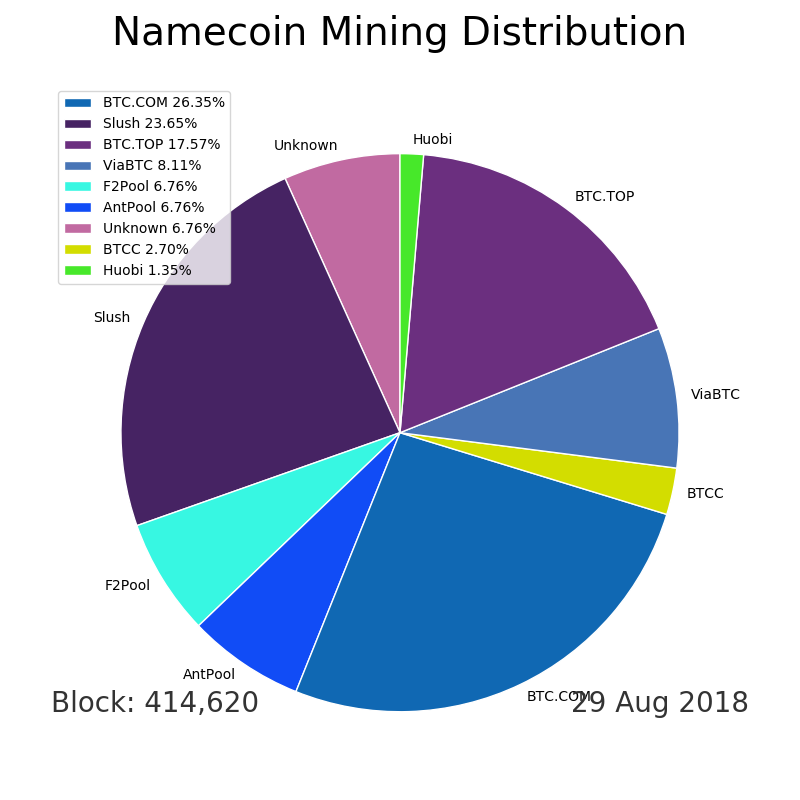 Namecoin Mining Distribution
BTC.COM 26.35%
Slush 23.65%
BTC.TOP 17.57%
ViaBTC 8.11%
F2Pool 6.76%
AntPool 6.76%
Unknown 6.76%
BTCC 2.70%
Huobi 1.35%
Huobi
Unknown
BTC.TOP
Slush
ViaBTC
BTCC
F2Pool
AntPool
BTC.COM
Block: 414,620
29 Aug 2018